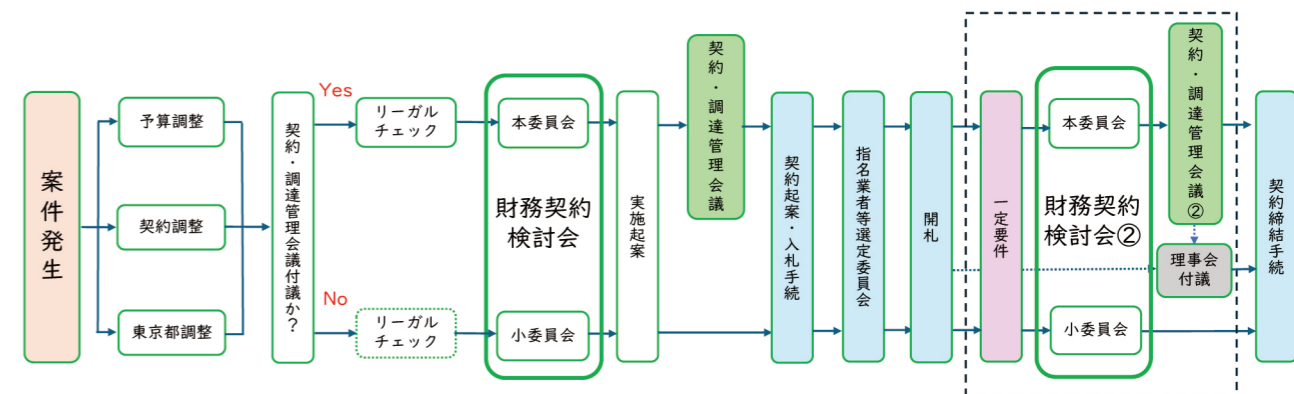 案件発生
予算調整
契約調整
東京都調整
契約・調達管理会議付議か？
Yes
No
リーガル
チェック
リーガル
チェック
本委員会
財務契約
検討会
小委員会
実施起案
契約・調達管理会議
契約起案・入札手続
指名業者等選定委員会
開札
一定要件
本委員会
財務契約
検討会②
小委員会
契約・調達管理会議②
理事会
付議
契約締結手続